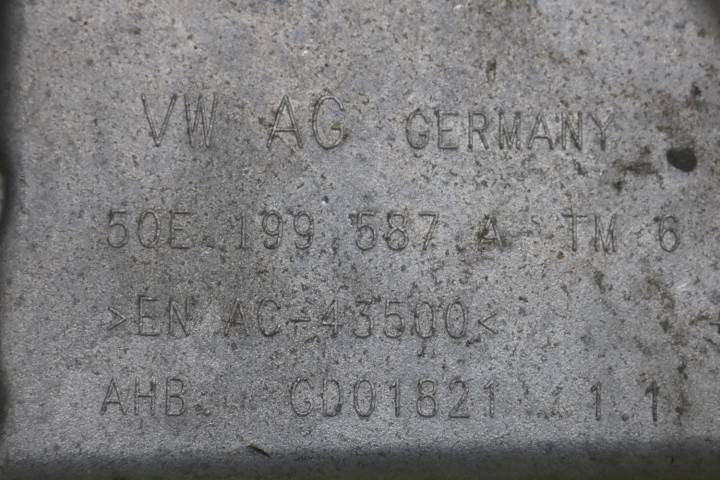 VW AG GERMANY
5QE.199.587.A TM 6
>EN AC-43500<
AHB GD01821 1.1